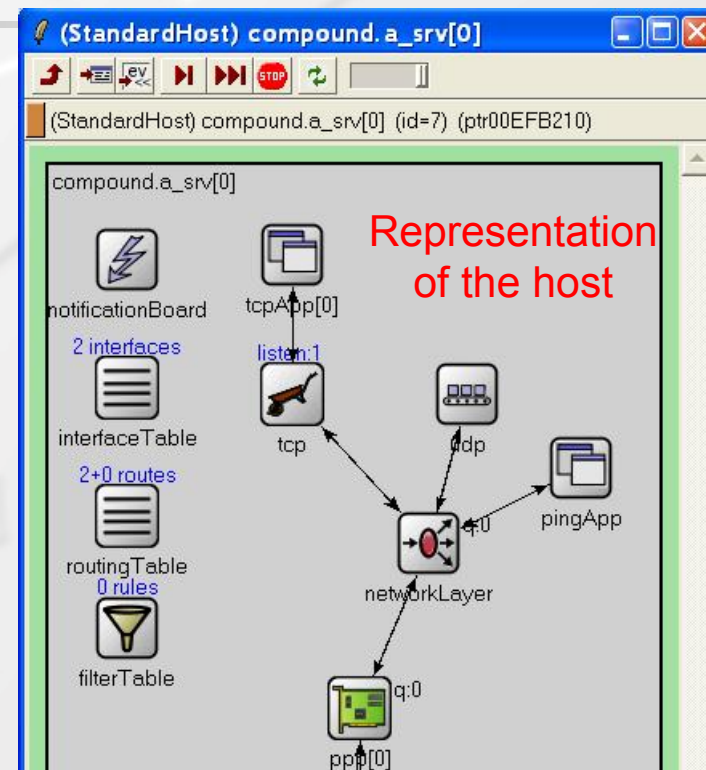 (StandardHost) compound.a_srv[0]
ev
STOP
(StandardHost) compound.a_srv[0] (id=7) (ptr00EFB210)
compound.a_srv[0]
Representation
of the host
notificationBoard
tcpApp[0]
2 interfaces
listen:1
interfaceTable
tcp
udp
2+0 routes
pingApp
q:0
routingTable
networkLayer
0 rules
filterTable
q:0
ppp[0]